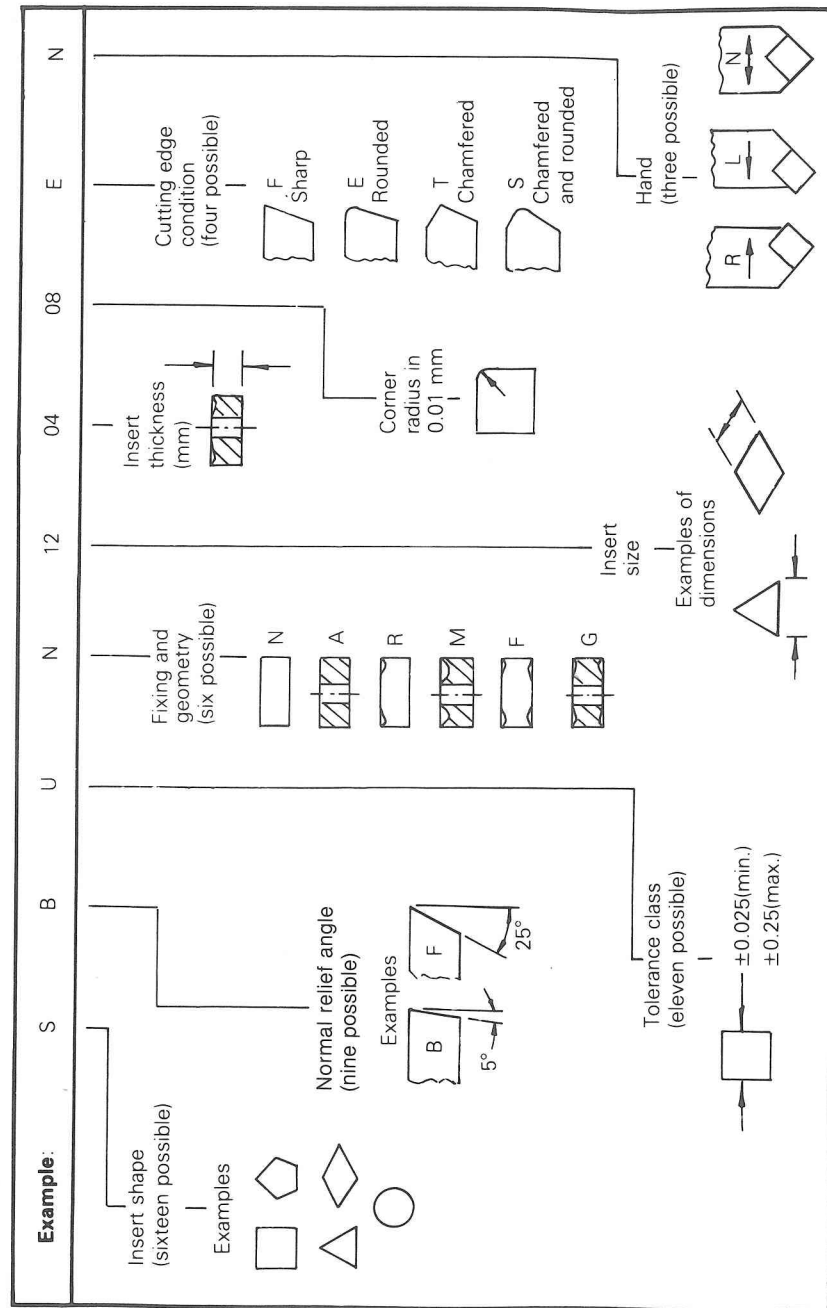 Example: S B U N 12 04 08 E N
Insert shape
(sixteen possible)
Examples
Normal relief angle
(nine possible)
Examples
B
5°
F
25°
Tolerance class
(eleven possible)
±0.025(min.)
±0.25(max.)
Fixing and
geometry
(six possible)
N
A
R
M
F
G
Insert
size
Examples of
dimensions
Insert
thickness
(mm)
Corner
radius in
0.01 mm
Cutting edge
condition
(four possible)
F
Sharp
E
Rounded
T
Chamfered
S
Chamfered
and rounded
Hand
(three possible)
R
L
N